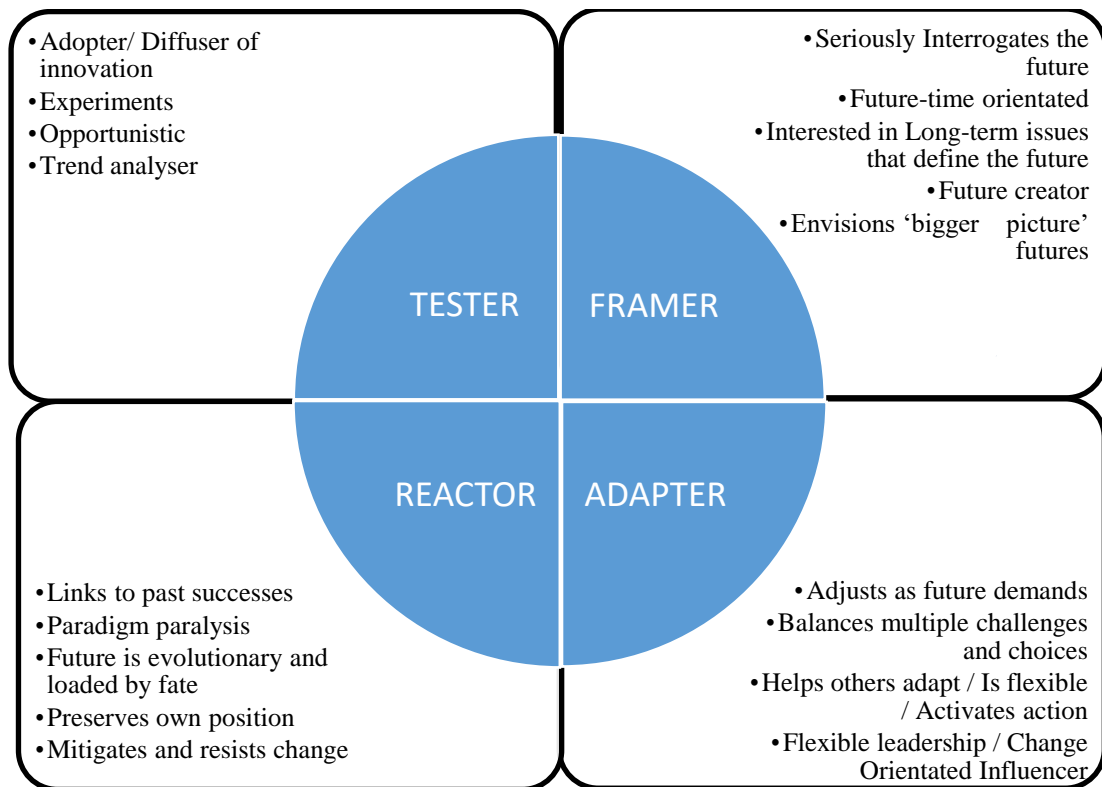 •Adopter/ Diffuser of
innovation
•Experiments
•Opportunistic
•Trend analyser
•Seriously Interrogates the
future
•Future-time orientated
•Interested in Long-term issues
that define the future
•Future creator
•Envisions ‘bigger picture’
futures
TESTER
FRAMER
REACTOR
ADAPTER
•Links to past successes
•Paradigm paralysis
•Future is evolutionary and
loaded by fate
•Preserves own position
•Mitigates and resists change
•Adjusts as future demands
•Balances multiple challenges
and choices
•Helps others adapt / Is flexible
/ Activates action
•Flexible leadership / Change
Orientated Influencer